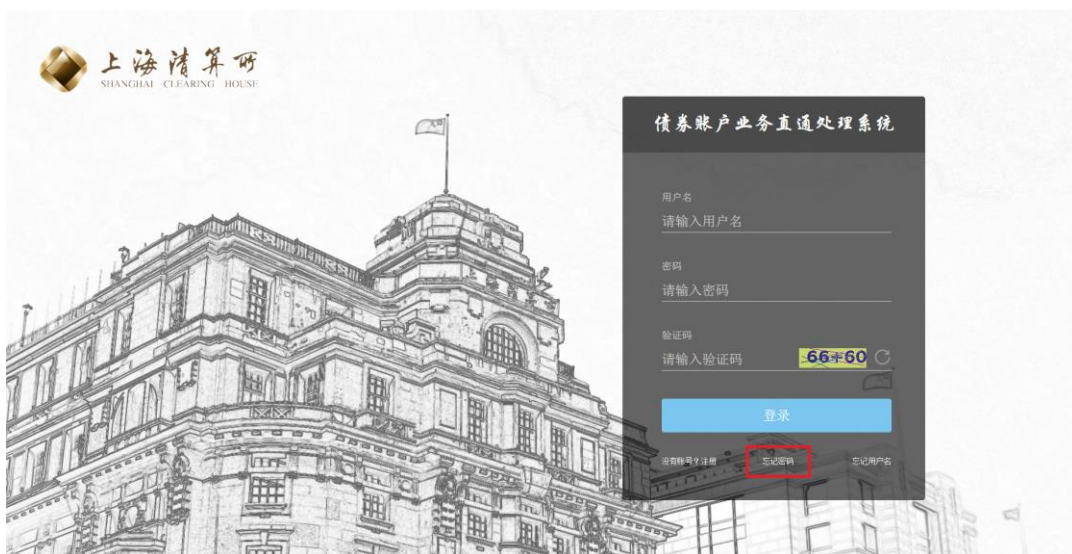 上海清算所
SHANGHAI CLEARING HOUSE
债券账户业务直通处理系统
用户名
请输入用户名
密码
请输入密码
验证码
请输入验证码
66+60
登录
没有账号？注册 忘记密码 忘记用户名